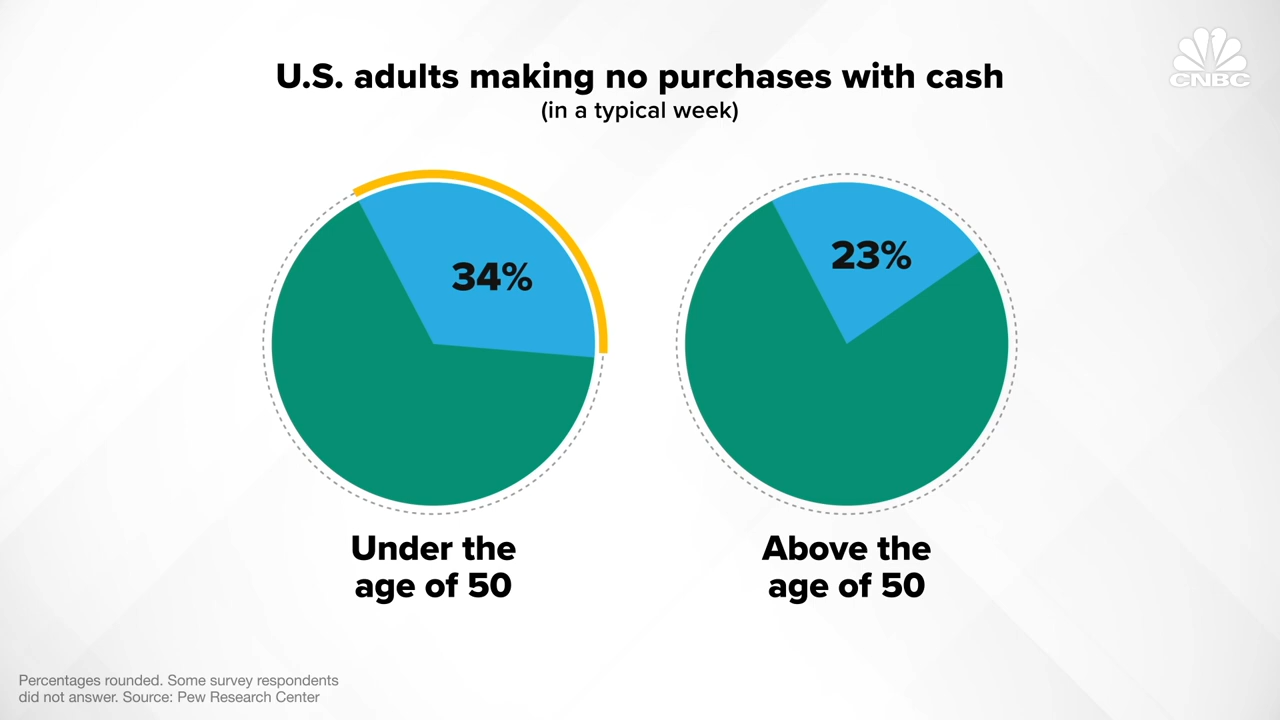 U.S. adults making no purchases with cash
(in a typical week)
CNBC
34%
23%
Under the
age of 50
Above the
age of 50
Percentages rounded. Some survey respondents
did not answer. Source: Pew Research Center